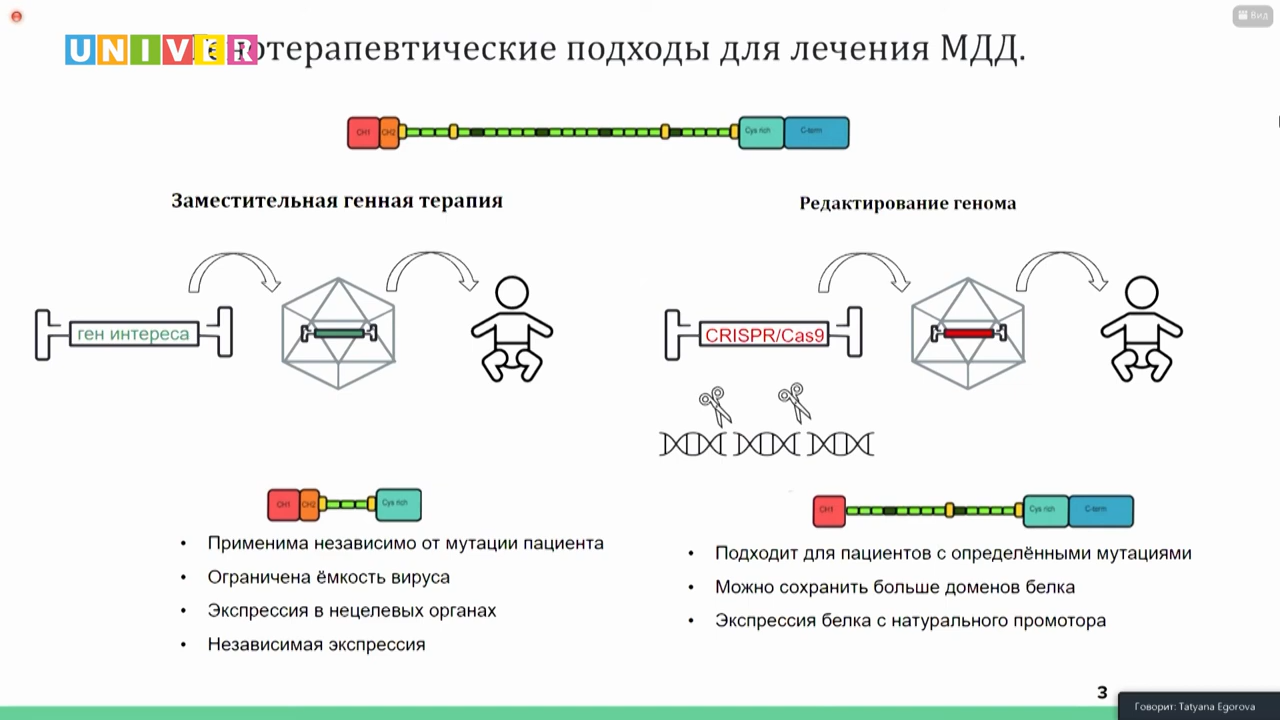 Вид
UNIVER
нотерапевтические подходы для лечения МДД.
CH1 CH2 Cys rich C-term
Заместительная генная терапия
Редактирование генома
ген интереса
CRISPR/Cas9
CH1 CH2 Cys rich
CH1 Cys rich C-term
• Применима независимо от мутации пациента
• Ограничена ёмкость вируса
• Экспрессия в нецелевых органах
• Независимая экспрессия
• Подходит для пациентов с определёнными мутациями
• Можно сохранить больше доменов белка
• Экспрессия белка с натурального промотора
3
Говорит: Tatyana Egorova